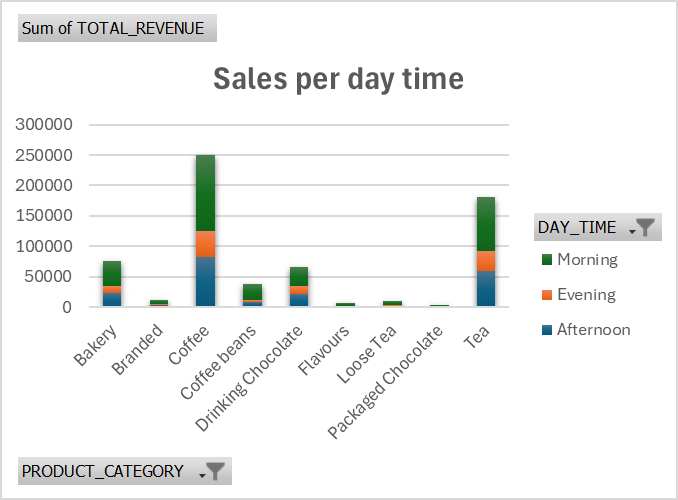 Sum of TOTAL_REVENUE
Sales per day time
300000
250000
200000
150000
100000
50000
0
Bakery
Branded
Coffee
Coffee beans
Drinking Chocolate
Flavours
Loose Tea
Packaged Chocolate
Tea
DAY_TIME
Morning
Evening
Afternoon
PRODUCT_CATEGORY